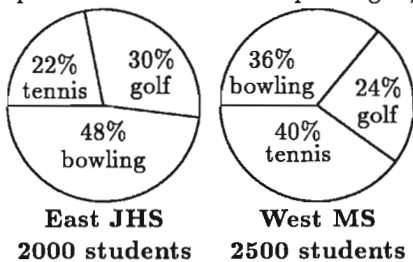 22%
tennis
30%
golf
48%
bowling
36%
bowling
24%
golf
40%
tennis
East JHS
2000 students
West MS
2500 students